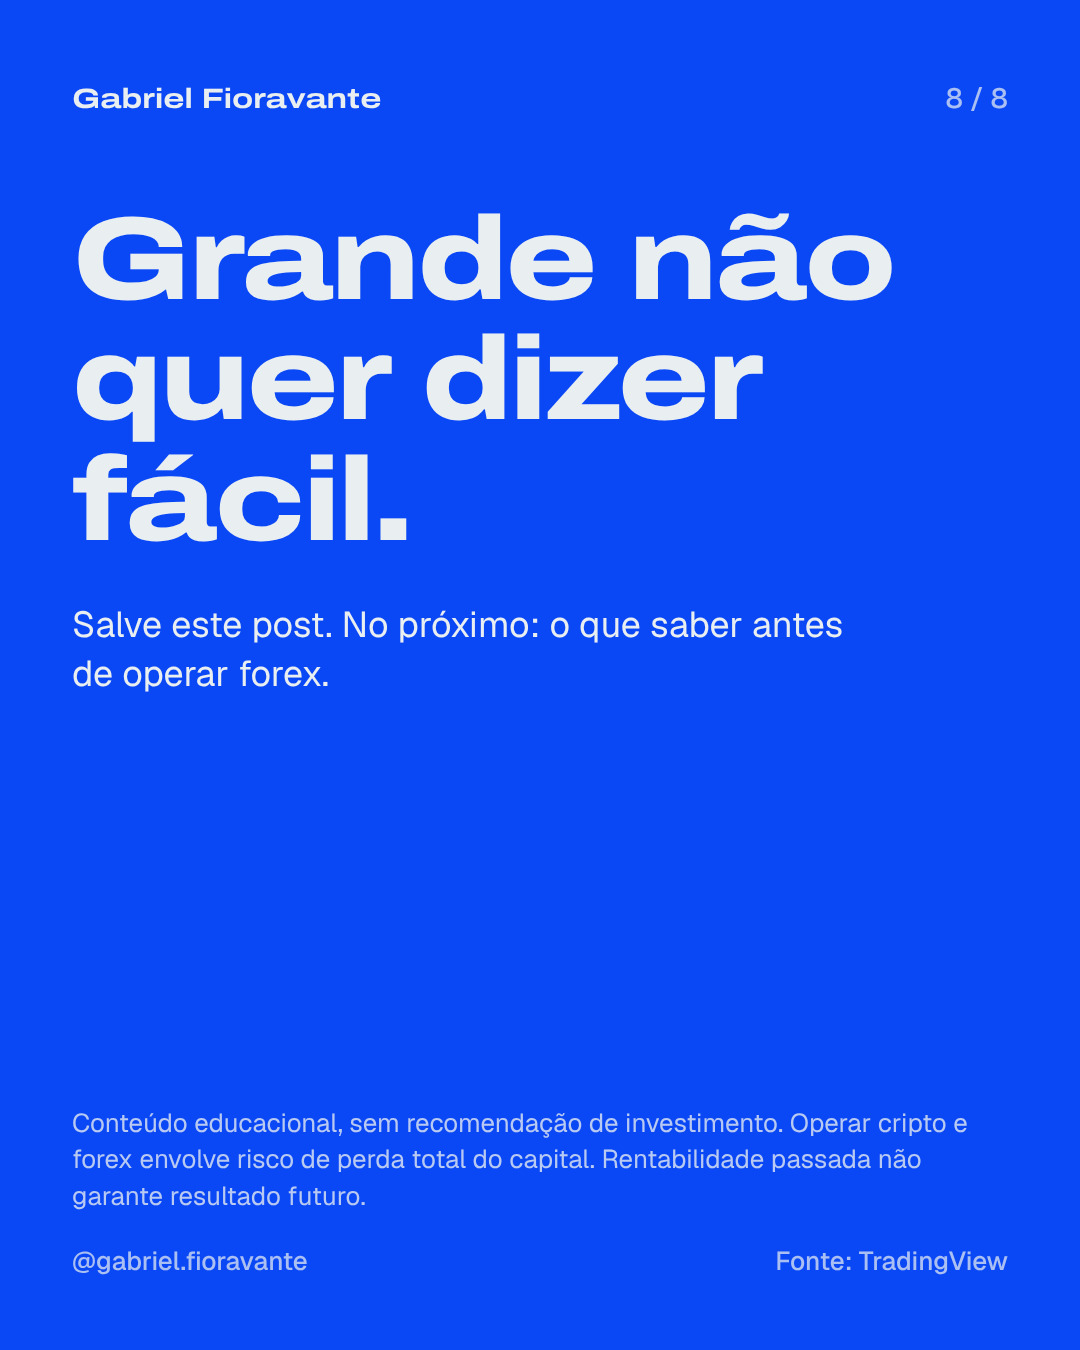 Gabriel Fioravante
8 / 8
Grande não
quer dizer
fácil.
Salve este post. No próximo: o que saber antes
de operar forex.
Conteúdo educacional, sem recomendação de investimento. Operar cripto e
forex envolve risco de perda total do capital. Rentabilidade passada não
garante resultado futuro.
@gabriel.fioravante
Fonte: TradingView